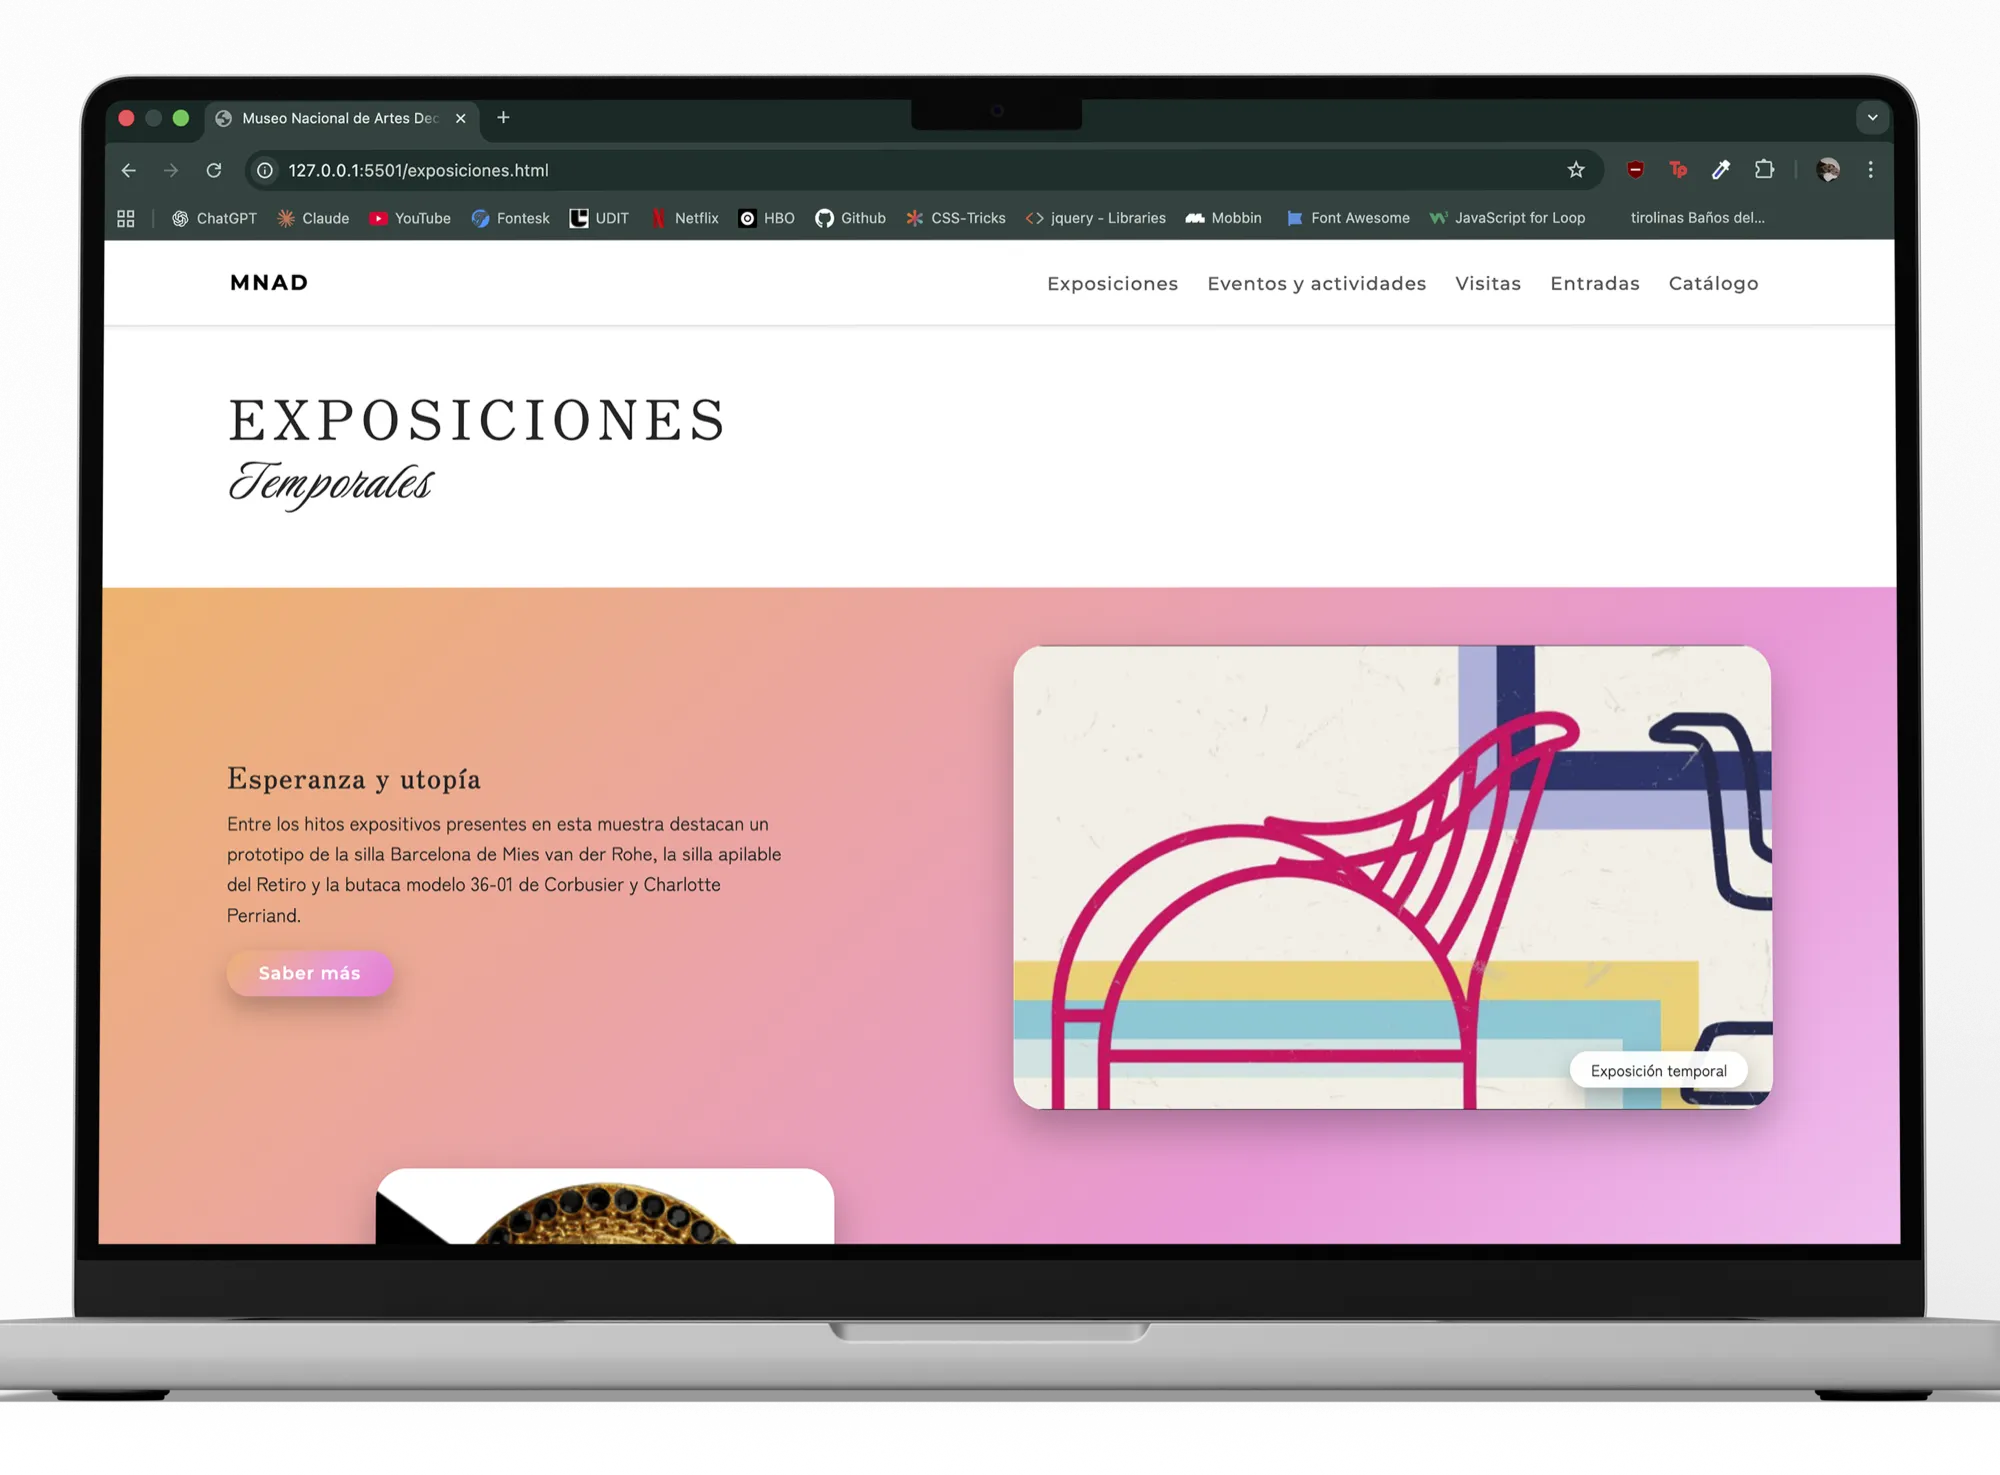 Museo Nacional de Artes Dec
127.0.0.1:5501/exposiciones.html
Tp
ChatGPT Claude YouTube Fontesk UDIT Netflix HBO Github CSS-Tricks jquery - Libraries Mobbin Font Awesome JavaScript for Loop tirolinas Baños del...
MNAD
Exposiciones Eventos y actividades Visitas Entradas Catálogo
EXPOSICIONES
Temporales
Esperanza y utopía
Entre los hitos expositivos presentes en esta muestra destacan un
prototipo de la silla Barcelona de Mies van der Rohe, la silla apilable
del Retiro y la butaca modelo 36-01 de Corbusier y Charlotte
Perriand.
Saber más
Exposición temporal